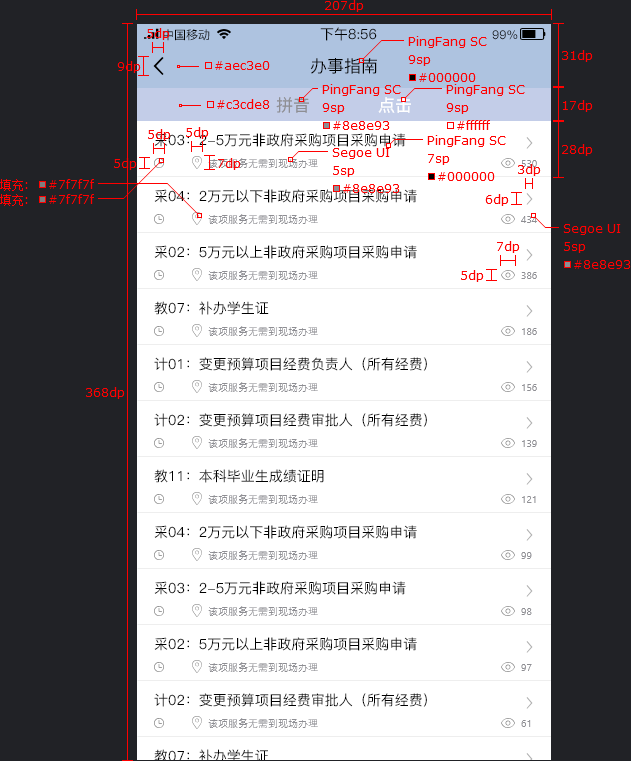 207dp
5dp
中国移动
下午8:56
99%
PingFang SC
9sp
#000000
31dp
9dp
#aec3e0
办事指南
PingFang SC
9sp
#8e8e93
PingFang SC
9sp
#ffffff
#c3cde8
拼音
点击
17dp
采03：2-5万元非政府采购项目采购申请
PingFang SC
7sp
#000000
28dp
5dp
5dp
5dp
7dp
该项服务无需到现场办理
530
Segoe UI
5sp
#8e8e93
3dp
填充： #7f7f7f
填充： #7f7f7f
采04：2万元以下非政府采购项目采购申请
6dp
该项服务无需到现场办理
434
Segoe UI
5sp
#8e8e93
采02：5万元以上非政府采购项目采购申请
7dp
5dp
该项服务无需到现场办理
386
教07：补办学生证
该项服务无需到现场办理
186
计01：变更预算项目经费负责人（所有经费）
该项服务无需到现场办理
156
368dp
计02：变更预算项目经费审批人（所有经费）
该项服务无需到现场办理
139
教11：本科毕业生成绩证明
该项服务无需到现场办理
121
采04：2万元以下非政府采购项目采购申请
该项服务无需到现场办理
99
采03：2-5万元非政府采购项目采购申请
该项服务无需到现场办理
98
采02：5万元以上非政府采购项目采购申请
该项服务无需到现场办理
97
计02：变更预算项目经费审批人（所有经费）
该项服务无需到现场办理
61
教07：补办学生证